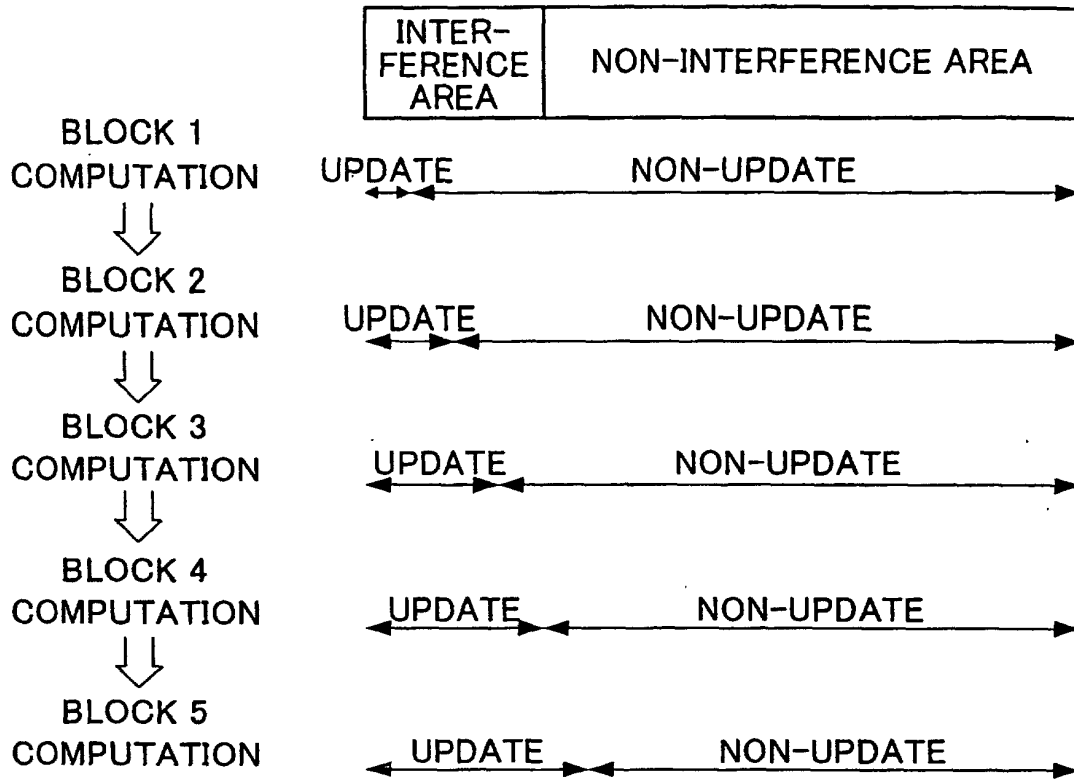 INTER-
FERENCE
AREA
NON-INTERFERENCE AREA
BLOCK 1
COMPUTATION
UPDATE
NON-UPDATE
BLOCK 2
COMPUTATION
UPDATE
NON-UPDATE
BLOCK 3
COMPUTATION
UPDATE
NON-UPDATE
BLOCK 4
COMPUTATION
UPDATE
NON-UPDATE
BLOCK 5
COMPUTATION
UPDATE
NON-UPDATE